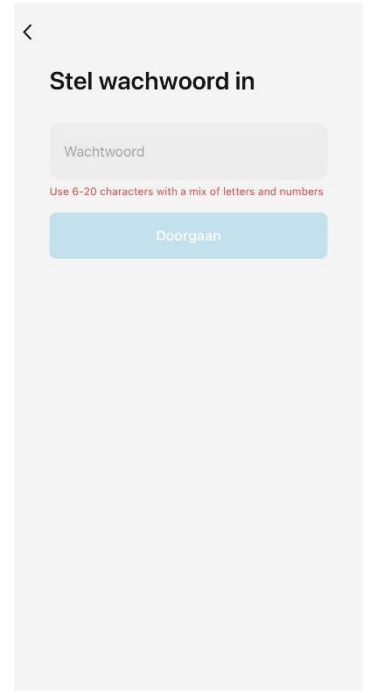 Stel wachwoord in
Wachtwoord
Use 6-20 characters with a mix of letters and numbers
Doorgaan